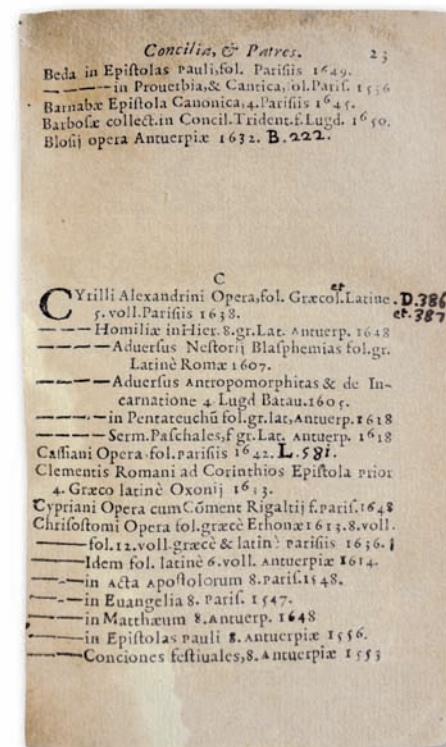 Conciliæ, & Patres. 23
Beda in Epiſtolas Pauli, fol. Pariſiis 1649.
————in Prouerbia, & Cantica, fol. Pariſ. 1536
Barnabæ Epiſtola Canonica, 4. Pariſiis 1645.
Barboſæ collect. in Concil. Trident. f. Lugd. 1650.
Bloſij opera Antuerpiæ 1632. B.222.
C
CYrilli Alexandrini Opera, fol. Græcol. et Latine. D.386
5. voll. Pariſiis 1638. et. 387
————Homiliæ in Hier. 8. gr. Lat. Antuerp. 1648
————Aduerſus Neſtorij Blaſphemias fol. gr.
Latinè Romæ 1607.
————Aduerſus Antropomorphitas & de In-
carnatione 4 Lugd Batau. 1605.
————in Pentateuchū fol. gr. lat, Antuerp. 1618
————Serm. Paſchales, f gr. Lat. Antuerp. 1618
Caſſiani Opera fol. Pariſiis 1642. L.581.
Clementis Romani ad Corinthios Epiſtola prior
4. Græco latinè Oxonij 1633.
Cypriani Opera cum Cōment Rigaltij f. Pariſ. 1648
Chriſoſtomi Opera fol. græcè Ethonæ 1613. 8. voll.
———fol. 12. voll. græcè & latinè Pariſiis 1636.
———Idem fol. latinè 6. voll. Antuerpiæ 1614.
———in Acta Apoſtolorum 8. Pariſ. 1548.
———in Euangelia 8. Pariſ. 1547.
———in Matthæum 8. Antuerp. 1648
———in Epiſtolas Pauli 8. Antuerpiæ 1556.
———Conciones feſtiuales, 8. Antuerpiæ 1553